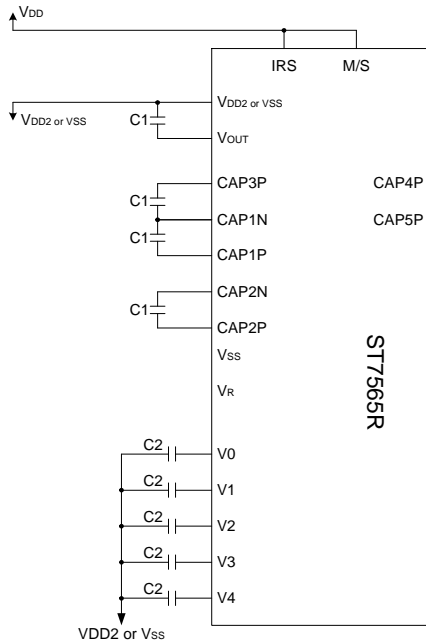 VDD
IRS M/S
VDD2 or VSS
VDD2 or VSS
C1
VOUT
CAP3P CAP4P
C1
CAP1N CAP5P
C1
CAP1P
CAP2N
C1
CAP2P
VSS
VR
ST7565R
C2 V0
C2 V1
C2 V2
C2 V3
C2 V4
VDD2 or VSS